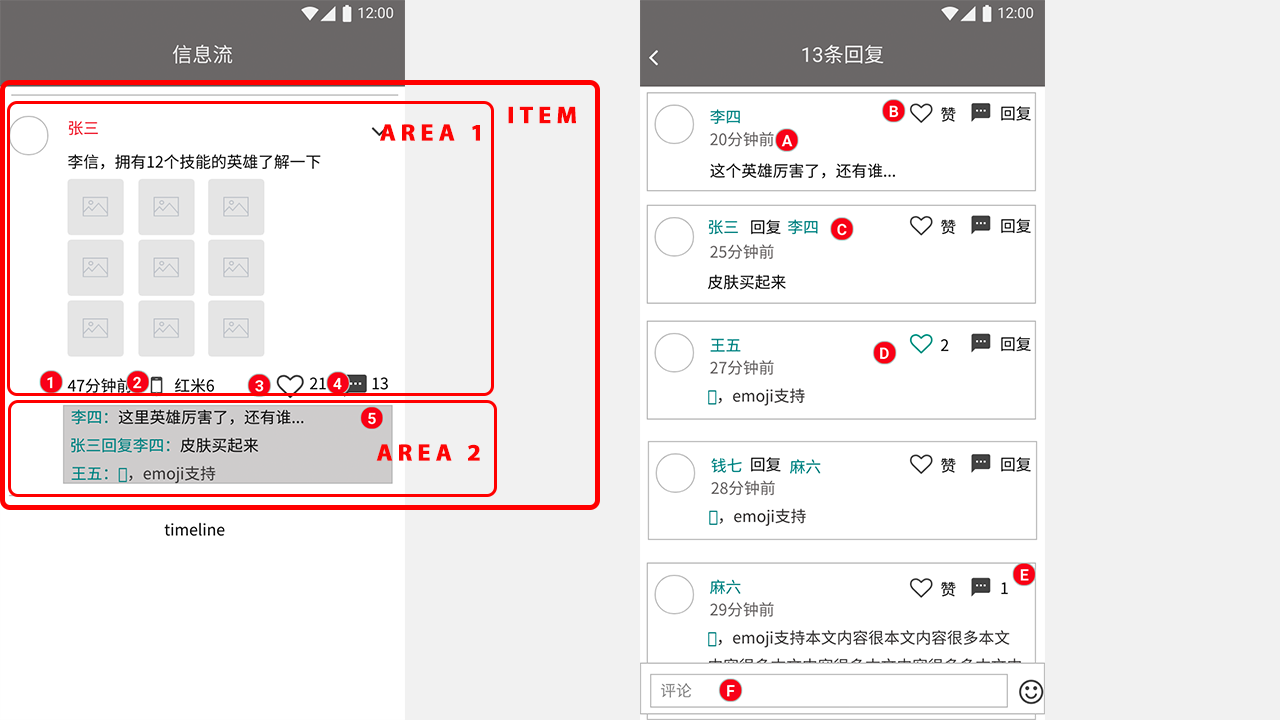 12:00
信息流
ITEM
AREA 1
张三
李信，拥有12个技能的英雄了解一下
1 47分钟前 2 红米6 3 21 4 13
李四：这里英雄厉害了，还有谁... 5
张三回复李四：皮肤买起来
AREA 2
王五：，emoji支持
timeline
12:00
13条回复
李四 B 赞 回复
20分钟前 A
这个英雄厉害了，还有谁...
张三 回复 李四 C 赞 回复
25分钟前
皮肤买起来
王五 D 2 回复
27分钟前
，emoji支持
钱七 回复 麻六 赞 回复
28分钟前
，emoji支持
E
麻六 赞 1
29分钟前
，emoji支持本文内容很本文内容很多本文
评论 F